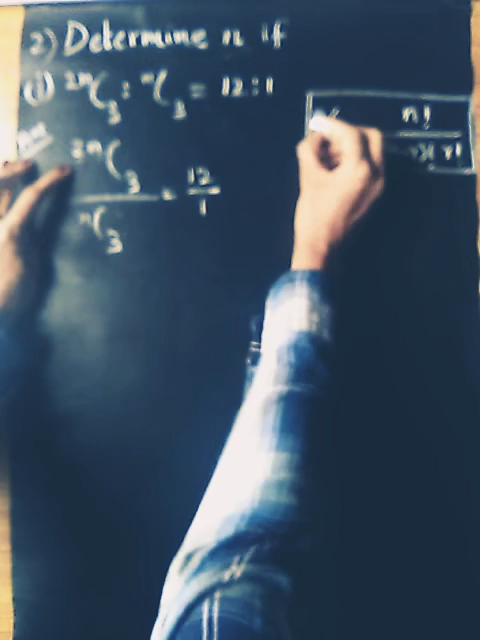 2) Determine n if
(i) ²ⁿC₃ : ⁿC₃ = 12 : 1
²ⁿC₃ / ⁿC₃ = 12 / 1
n!
r!